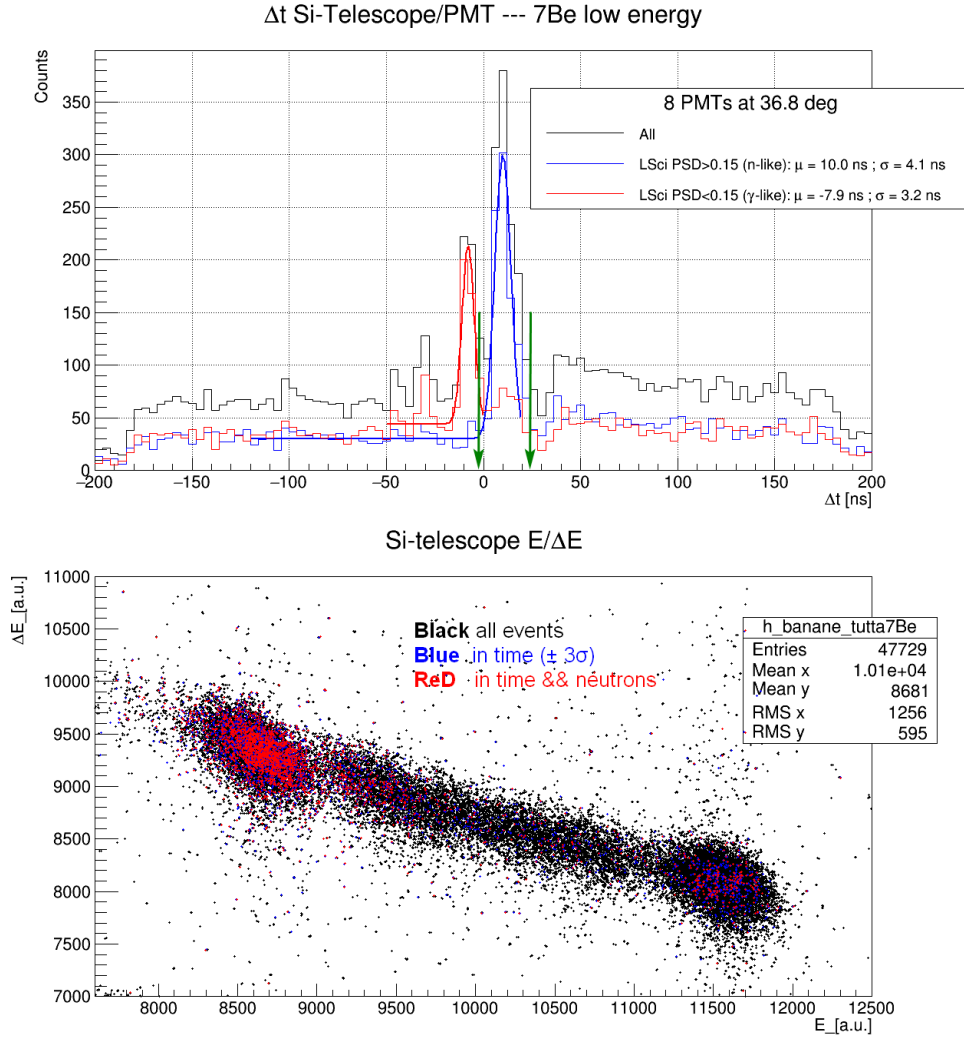 Δt Si-Telescope/PMT --- 7Be low energy
Counts
350
300
250
200
150
100
50
0
8 PMTs at 36.8 deg
All
LSci PSD>0.15 (n-like): μ = 10.0 ns ; σ = 4.1 ns
LSci PSD<0.15 (γ-like): μ = -7.9 ns ; σ = 3.2 ns
−200 −150 −100 −50 0 50 100 150 200
Δt [ns]
Si-telescope E/ΔE
ΔE_[a.u.]
11000
10500
10000
9500
9000
8500
8000
7500
7000
Black all events
Blue in time (± 3σ)
ReD in time && neutrons
h_banane_tutta7Be
Entries 47729
Mean x 1.01e+04
Mean y 8681
RMS x 1256
RMS y 595
8000 8500 9000 9500 10000 10500 11000 11500 12000 12500
E_[a.u.]